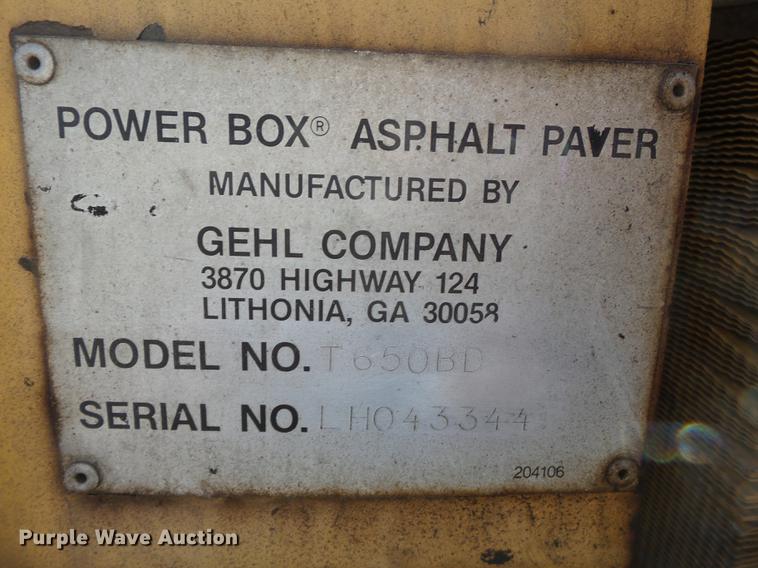 POWER BOX® ASPHALT PAVER
MANUFACTURED BY
GEHL COMPANY
3870 HIGHWAY 124
LITHONIA, GA 30058
MODEL NO. T650BD
SERIAL NO. LH043344
204106
Purple Wave Auction